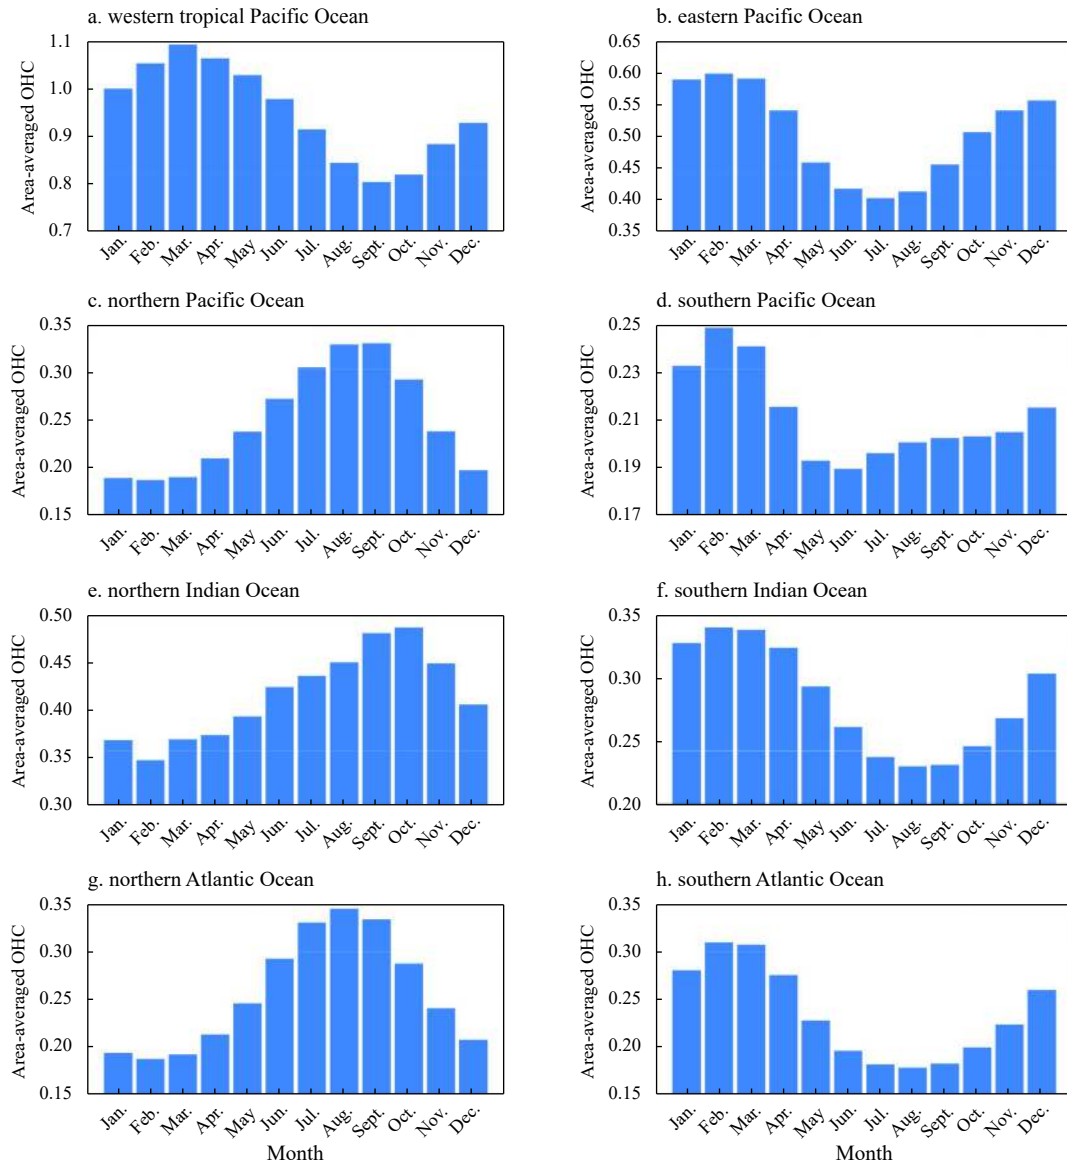 a. western tropical Pacific Ocean
Area-averaged OHC
1.1
1.0
0.9
0.8
0.7
Jan. Feb. Mar. Apr. May Jun. Jul. Aug. Sept. Oct. Nov. Dec.
b. eastern Pacific Ocean
Area-averaged OHC
0.65
0.60
0.55
0.50
0.45
0.40
0.35
Jan. Feb. Mar. Apr. May Jun. Jul. Aug. Sept. Oct. Nov. Dec.
c. northern Pacific Ocean
Area-averaged OHC
0.35
0.30
0.25
0.20
0.15
Jan. Feb. Mar. Apr. May Jun. Jul. Aug. Sept. Oct. Nov. Dec.
d. southern Pacific Ocean
Area-averaged OHC
0.25
0.23
0.21
0.19
0.17
Jan. Feb. Mar. Apr. May Jun. Jul. Aug. Sept. Oct. Nov. Dec.
e. northern Indian Ocean
Area-averaged OHC
0.50
0.45
0.40
0.35
0.30
Jan. Feb. Mar. Apr. May Jun. Jul. Aug. Sept. Oct. Nov. Dec.
f. southern Indian Ocean
Area-averaged OHC
0.35
0.30
0.25
0.20
Jan. Feb. Mar. Apr. May Jun. Jul. Aug. Sept. Oct. Nov. Dec.
g. northern Atlantic Ocean
Area-averaged OHC
0.35
0.30
0.25
0.20
0.15
Jan. Feb. Mar. Apr. May Jun. Jul. Aug. Sept. Oct. Nov. Dec.
Month
h. southern Atlantic Ocean
Area-averaged OHC
0.35
0.30
0.25
0.20
0.15
Jan. Feb. Mar. Apr. May Jun. Jul. Aug. Sept. Oct. Nov. Dec.
Month